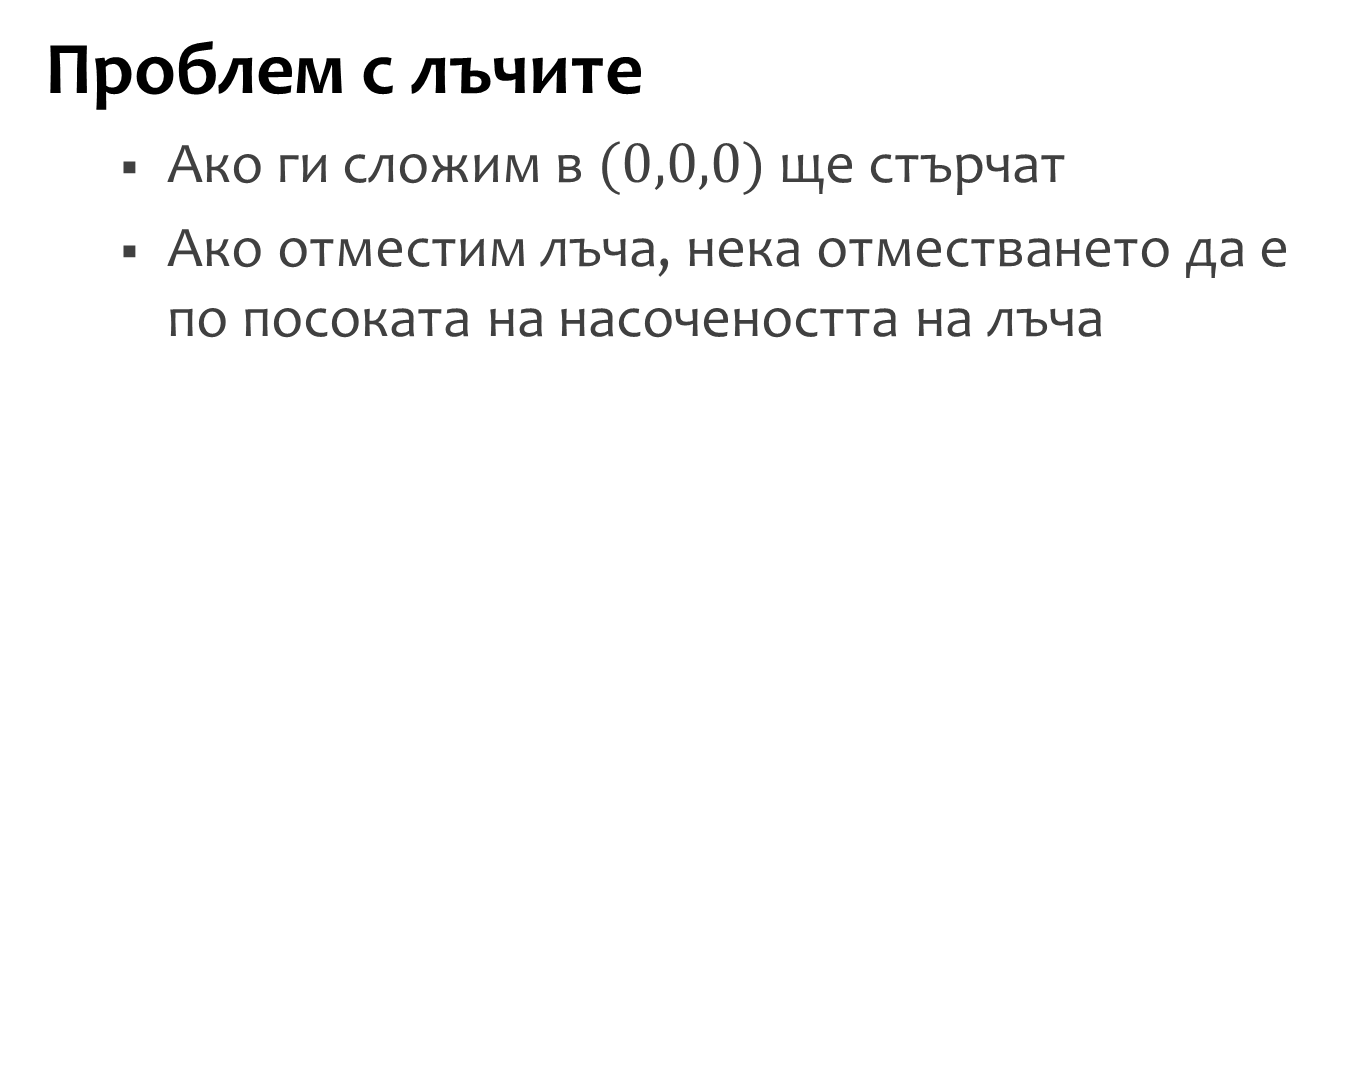 Проблем с лъчите
▪ Ако ги сложим в (0,0,0) ще стърчат
▪ Ако отместим лъча, нека отместването да е
по посоката на насочеността на лъча